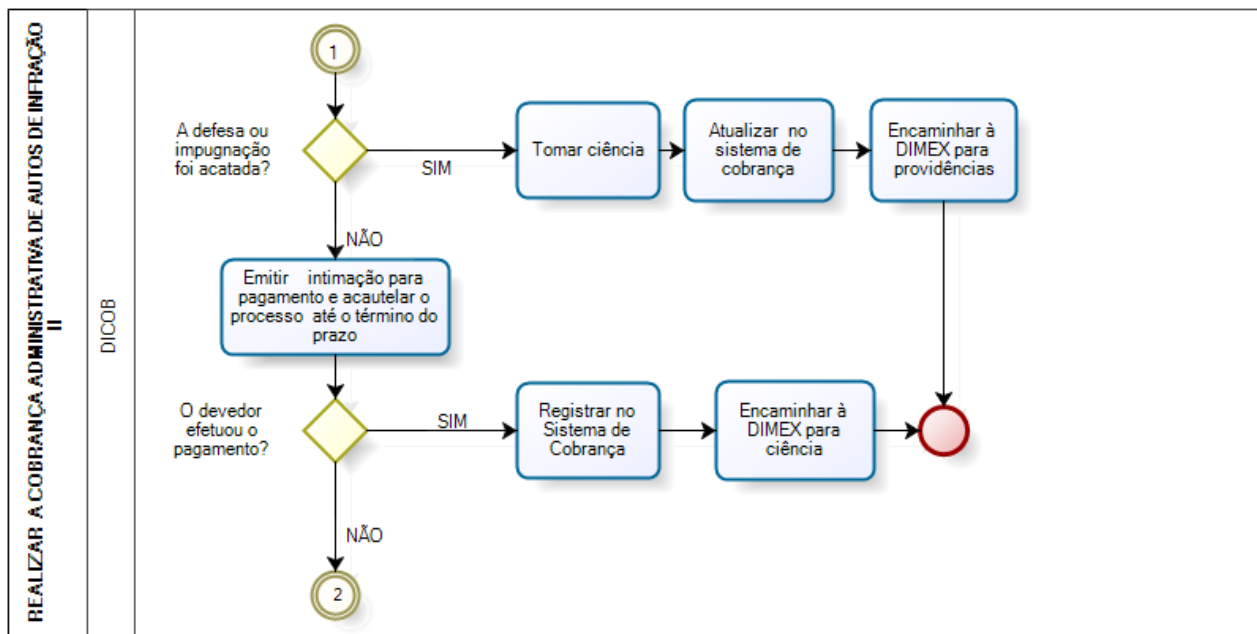 REALIZAR A COBRANÇA ADMINISTRATIVA DE AUTOS DE INFRAÇÃO
II
DICOB
1
A defesa ou
impugnação
foi acatada?
SIM
Tomar ciência
Atualizar no
sistema de
cobrança
Encaminhar à
DIMEX para
providências
NÃO
Emitir intimação para
pagamento e acautelar o
processo até o término do
prazo
O devedor
efetuou o
pagamento?
SIM
Registrar no
Sistema de
Cobrança
Encaminhar à
DIMEX para
ciência
NÃO
2